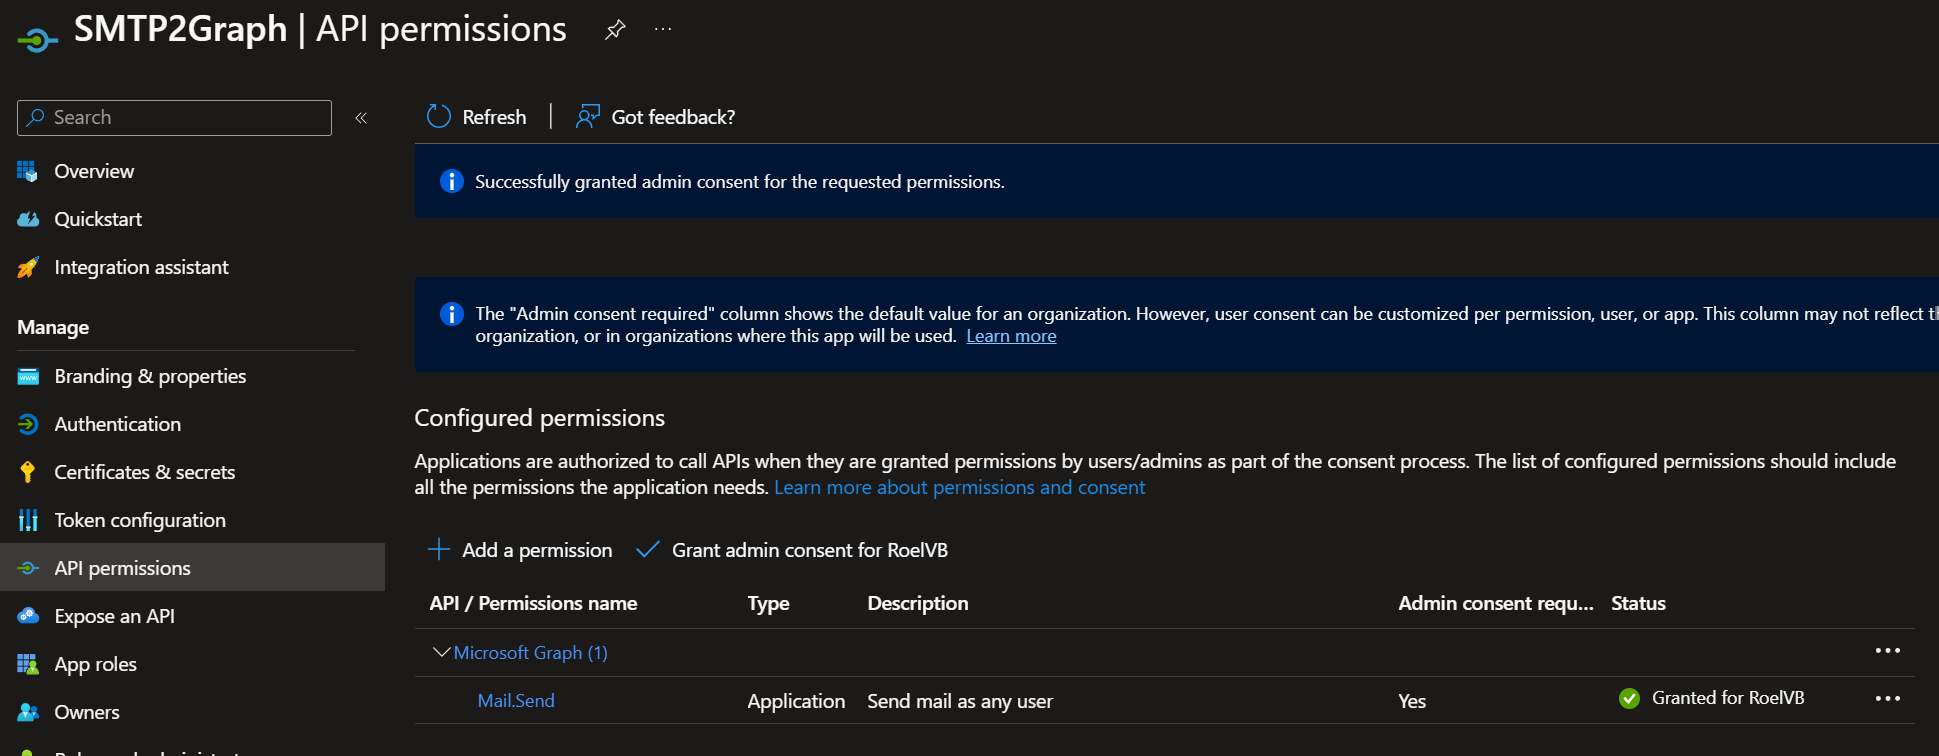 SMTP2Graph | API permissions
Search
Refresh
Got feedback?
Overview
Quickstart
Integration assistant
Manage
Branding & properties
Authentication
Certificates & secrets
Token configuration
API permissions
Expose an API
App roles
Owners
Successfully granted admin consent for the requested permissions.
The "Admin consent required" column shows the default value for an organization. However, user consent can be customized per permission, user, or app. This column may not reflect
organization, or in organizations where this app will be used. Learn more
Configured permissions
Applications are authorized to call APIs when they are granted permissions by users/admins as part of the consent process. The list of configured permissions should include
all the permissions the application needs. Learn more about permissions and consent
Add a permission
Grant admin consent for RoelVB
API / Permissions name Type Description Admin consent requ... Status
Microsoft Graph (1)
Mail.Send Application Send mail as any user Yes Granted for RoelVB